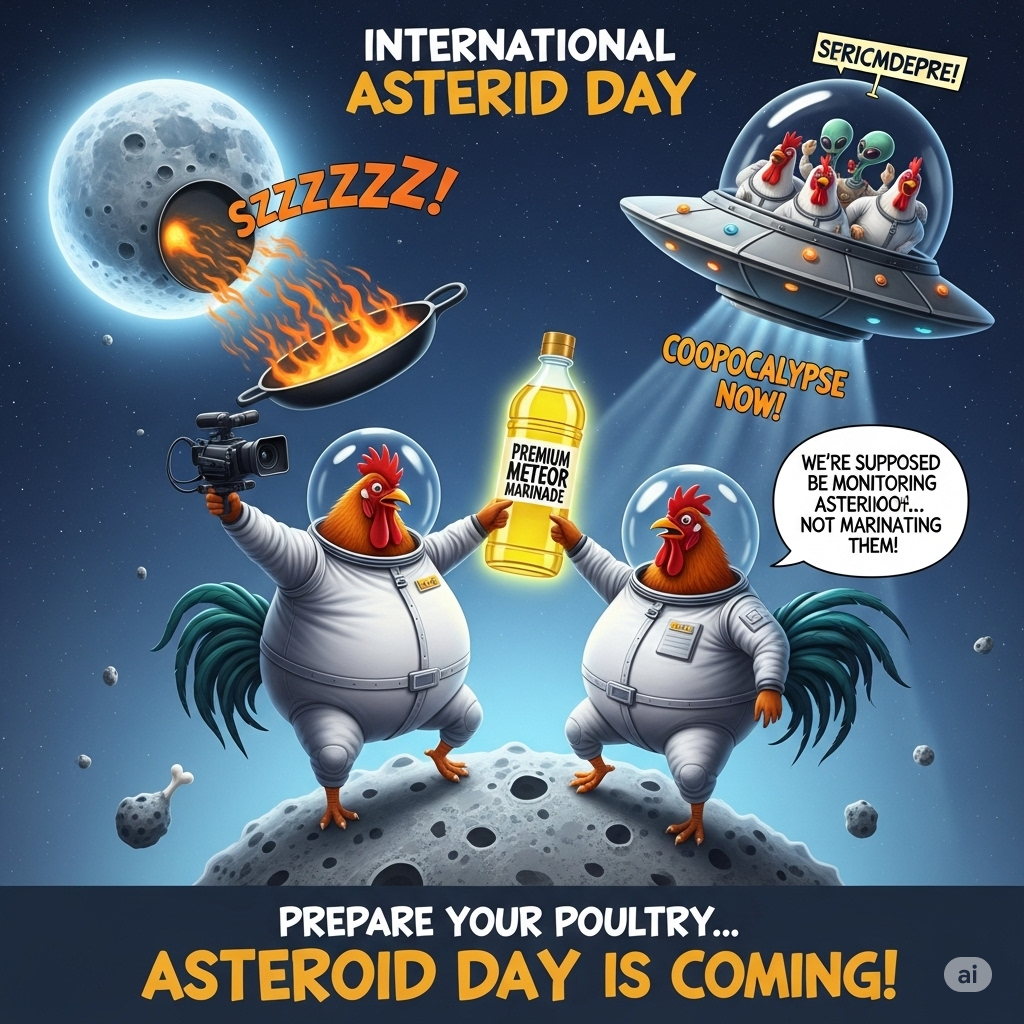 INTERNATIONAL
ASTERID DAY
SFRICMDEPRE!
SZZZZZZ!
COOPOCALYPSE
NOW!
PREMIUM
METEOR
MARINADE
WE'RE SUPPOSED
BE MONITORING
...
NOT MARINATING
THEM!
PREPARE YOUR POULTRY...
ASTEROID DAY IS COMING!
ai